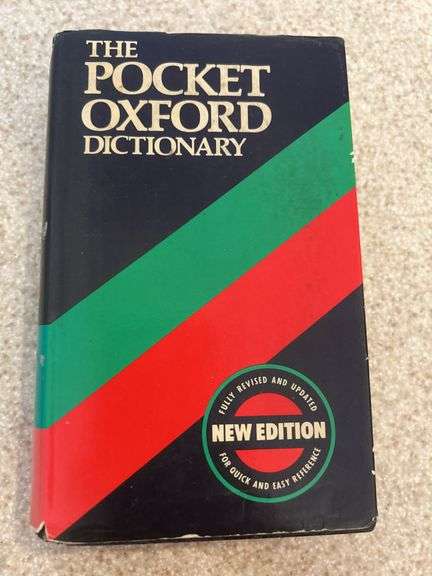 THE
POCKET
OXFORD
DICTIONARY
FULLY REVISED AND UPDATED
NEW EDITION
FOR QUICK AND EASY REFERENCE